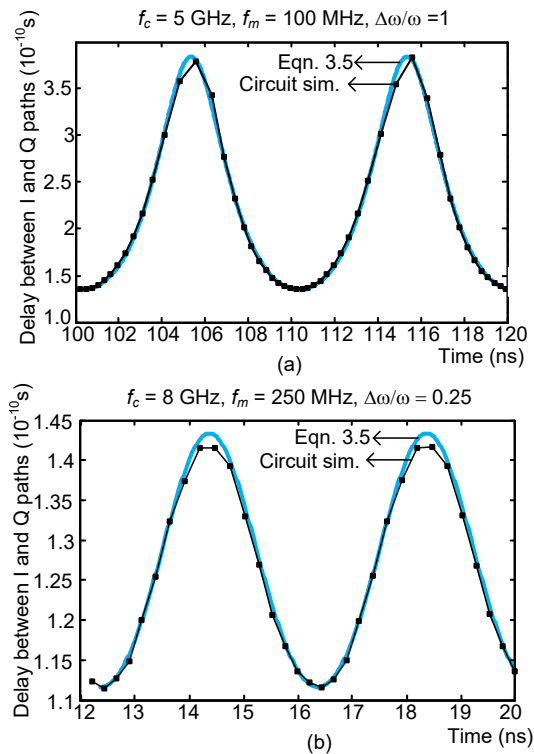 f_c = 5 GHz, f_m = 100 MHz, Δω/ω =1
Delay between I and Q paths (10⁻¹⁰s)
3.5
3
2.5
2
1.5
1.0
Eqn. 3.5
Circuit sim.
100 102 104 106 108 110 112 114 116 118 120
Time (ns)
(a)
f_c = 8 GHz, f_m = 250 MHz, Δω/ω = 0.25
Delay between I and Q paths (10⁻¹⁰s)
1.45
1.4
1.35
1.3
1.25
1.20
1.15
1.1
Eqn. 3.5
Circuit sim.
12 13 14 15 16 17 18 19 20
Time (ns)
(b)